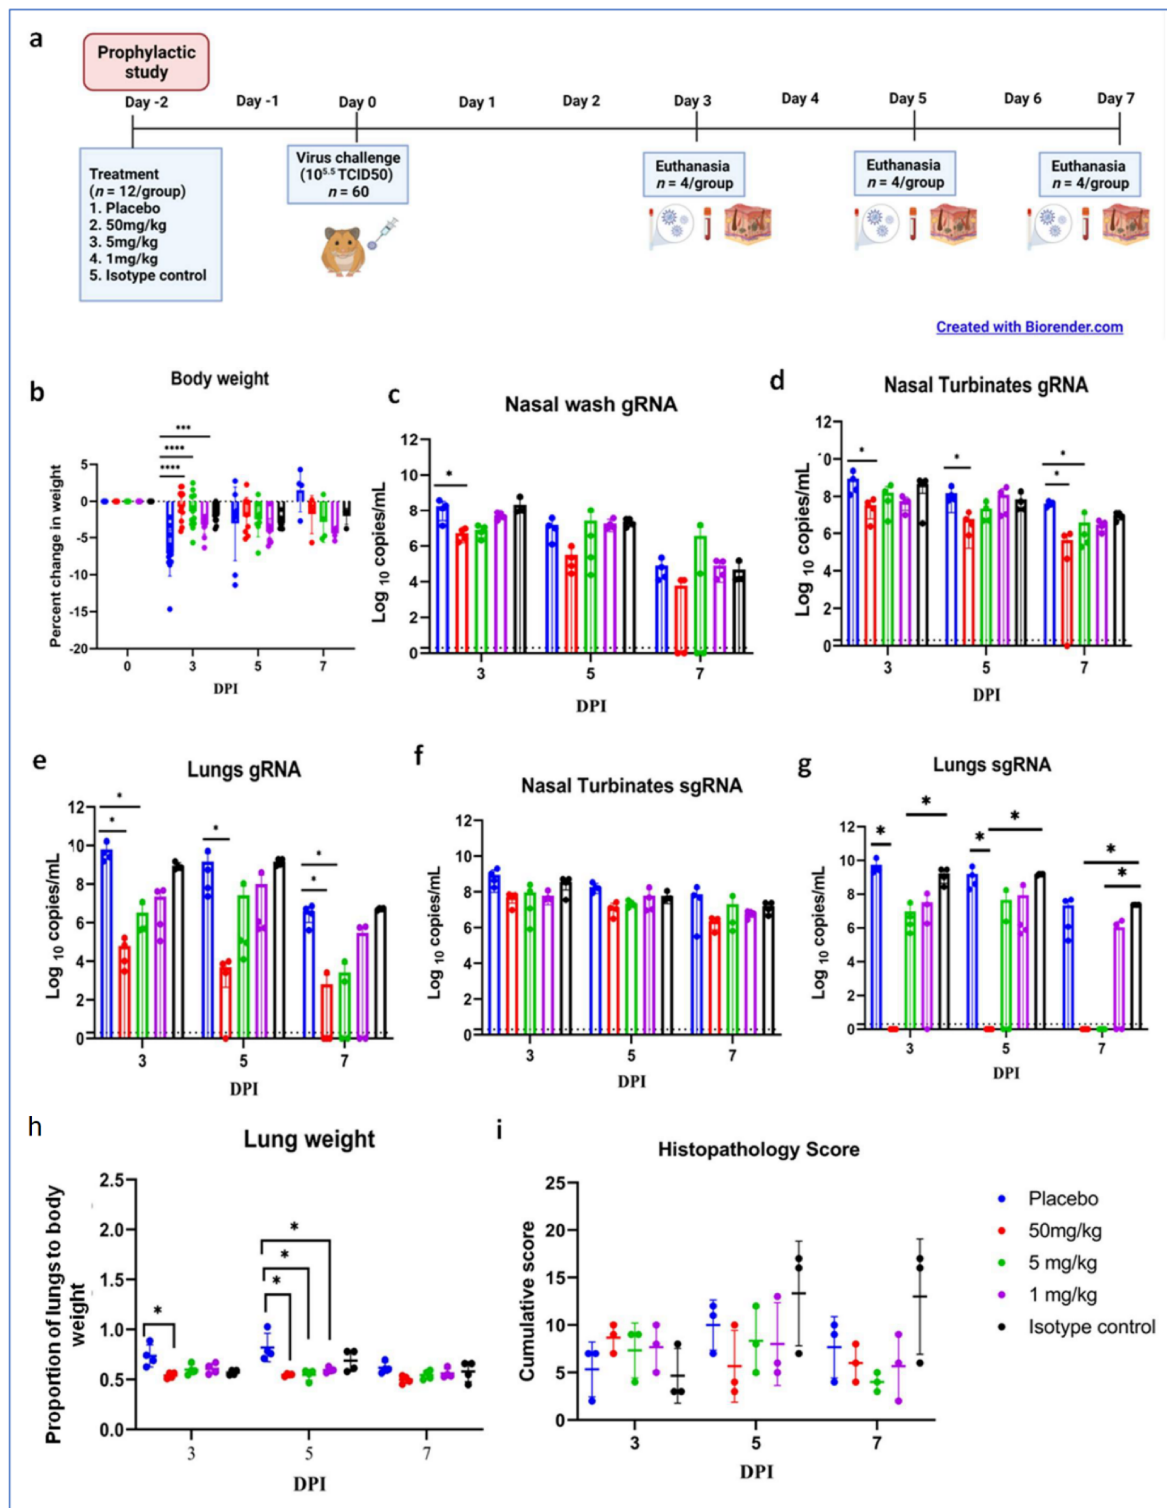 a
Prophylactic
study
Day -2 Day -1 Day 0 Day 1 Day 2 Day 3 Day 4 Day 5 Day 6 Day 7
Treatment
(n = 12/group)
1. Placebo
2. 50mg/kg
3. 5mg/kg
4. 1mg/kg
5. Isotype control
Virus challenge
(10^5.5 TCID50)
n = 60
Euthanasia
n = 4/group
Euthanasia
n = 4/group
Euthanasia
n = 4/group
Created with Biorender.com
b
Body weight
Percent change in weight
5
0
-5
-10
-15
-20
*** 
****
****
0 3 5 7
DPI
c
Nasal wash gRNA
Log 10 copies/mL
12
10
8
6
4
2
0
*
3 5 7
DPI
d
Nasal Turbinates gRNA
Log 10 copies/mL
12
10
8
6
4
2
0
* * *
*
3 5 7
DPI
e
Lungs gRNA
Log 10 copies/mL
12
10
8
6
4
2
0
*
* *
*
*
3 5 7
DPI
f
Nasal Turbinates sgRNA
Log 10 copies/mL
12
10
8
6
4
2
0
3 5 7
DPI
g
Lungs sgRNA
Log 10 copies/mL
12
10
8
6
4
2
0
* *
* *
*
*
3 5 7
DPI
h
Lung weight
Proportion of lungs to body
weight
2.5
2.0
1.5
1.0
0.5
0.0
*
*
*
*
3 5 7
DPI
i
Histopathology Score
Cumulative score
25
20
15
10
5
0
3 5 7
DPI
Placebo
50mg/kg
5 mg/kg
1 mg/kg
Isotype control